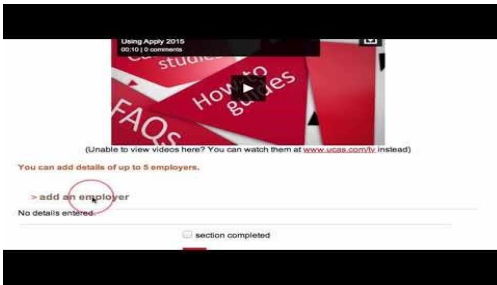 Using Apply 2015
00:10 | 0 comments
studies
How to
guides
FAQs
(Unable to view videos here? You can watch them at www.ucas.com/tv instead)
You can add details of up to 5 employers.
> add an employer
No details entered.
section completed